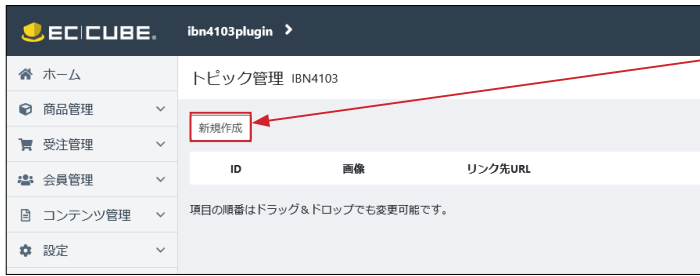 EC CUBE.
ibn4103plugin
ホーム
トピック管理 IBN4103
商品管理
新規作成
受注管理
ID 画像 リンク先URL
会員管理
コンテンツ管理
項目の順番はドラッグ&ドロップでも変更可能です。
設定